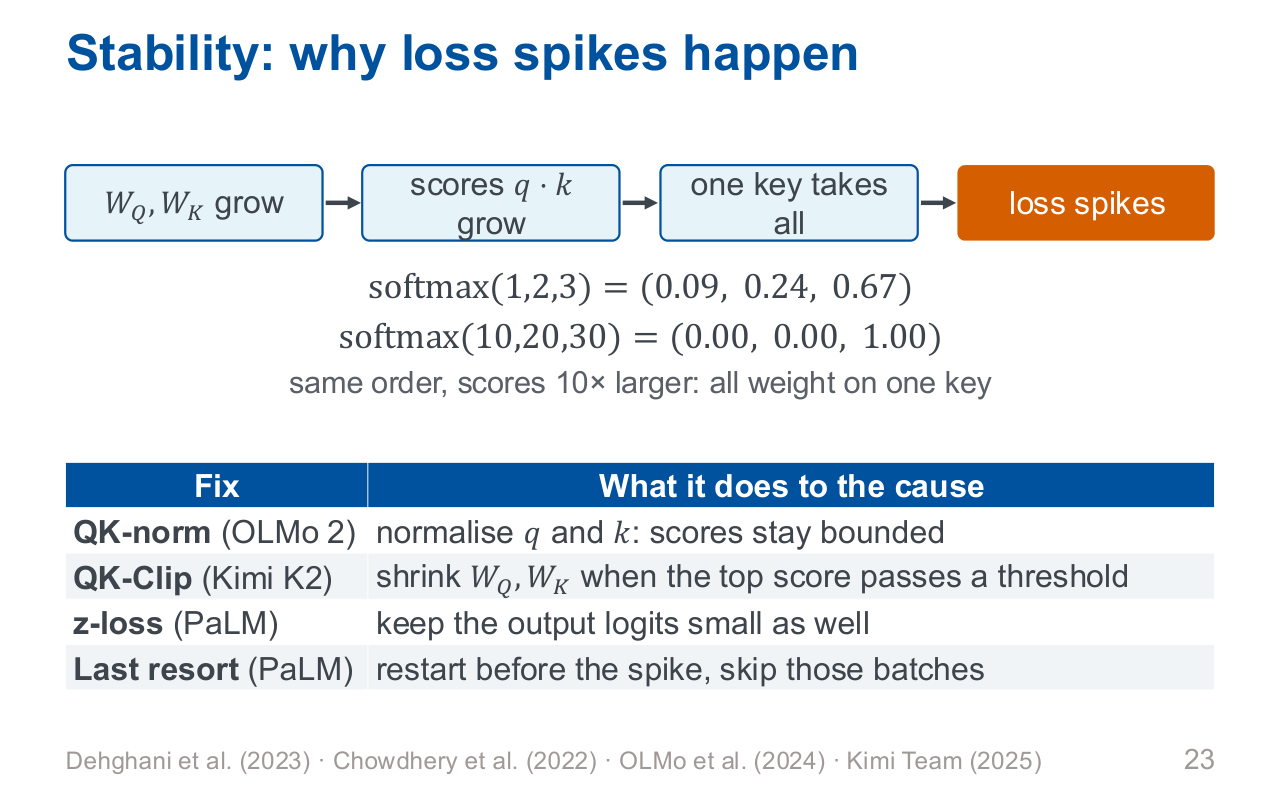 Stability: why loss spikes happen
W_Q, W_K grow
scores q · k
grow
one key takes
all
loss spikes
softmax(1,2,3) = (0.09, 0.24, 0.67)
softmax(10,20,30) = (0.00, 0.00, 1.00)
same order, scores 10× larger: all weight on one key
Fix What it does to the cause
QK-norm (OLMo 2) normalise q and k: scores stay bounded
QK-Clip (Kimi K2) shrink W_Q, W_K when the top score passes a threshold
z-loss (PaLM) keep the output logits small as well
Last resort (PaLM) restart before the spike, skip those batches
Dehghani et al. (2023) · Chowdhery et al. (2022) · OLMo et al. (2024) · Kimi Team (2025) 23